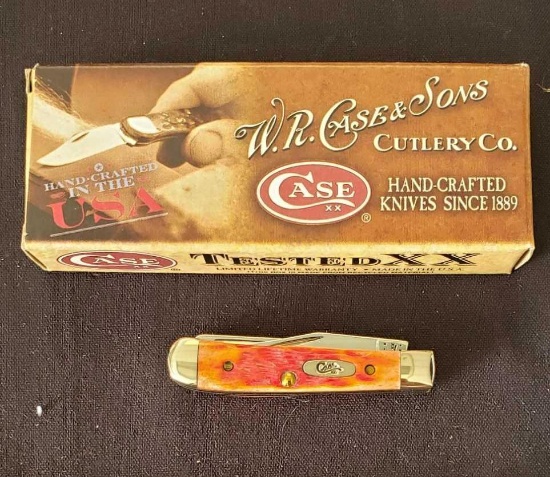 W.R. CASE & SONS
CUTLERY CO.
HAND-CRAFTED
IN THE
USA
CASE
XX
®
HAND-CRAFTED
KNIVES SINCE 1889
CASE
TESTED XX
LIMITED LIFETIME WARRANTY • MADE IN THE U.S.A.
Case